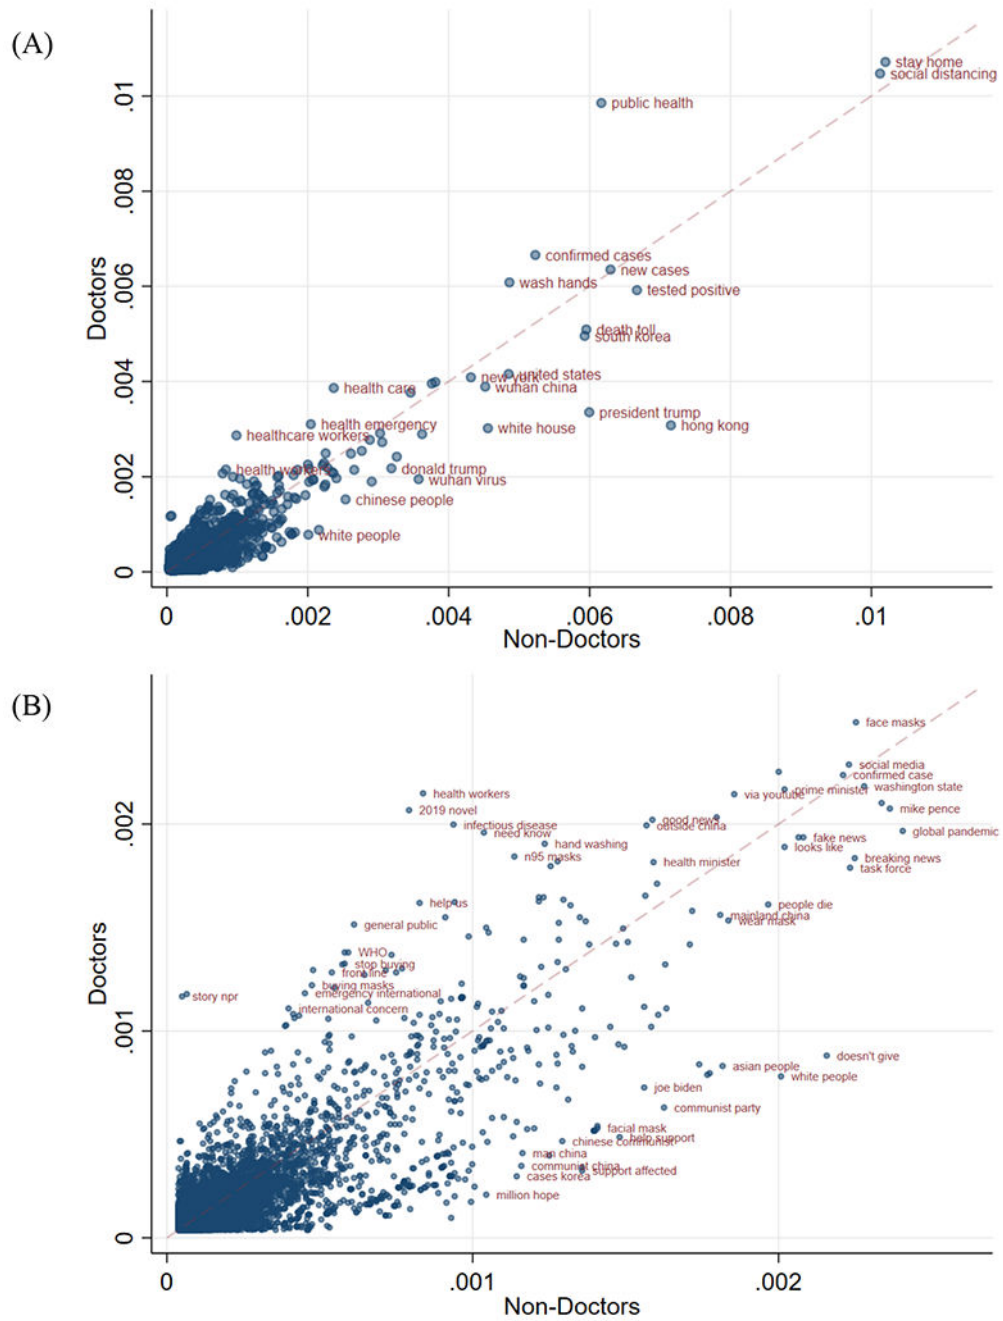 (A)
stay home
social distancing
.01
public health
.008
confirmed cases
new cases
wash hands
tested positive
.006
Doctors
death toll
south korea
.004
new york
united states
health care
wuhan china
president trump
health emergency
hong kong
healthcare workers
white house
.002
health workers
donald trump
wuhan virus
chinese people
white people
0
0 .002 .004 .006 .008 .01
Non-Doctors
(B)
face masks
social media
confirmed case
health workers
via youtube
prime minister
washington state
2019 novel
mike pence
.002
infectious disease
good news
outside china
need know
global pandemic
hand washing
fake news
looks like
n95 masks
health minister
breaking news
task force
help us
people die
general public
mainland china
wear mask
WHO
stop buying
front line
Doctors
buying masks
story npr
emergency international
international concern
.001
doesn't give
asian people
white people
joe biden
communist party
facial mask
help support
chinese communist
man china
communist china
support affected
cases korea
million hope
0
0 .001 .002
Non-Doctors